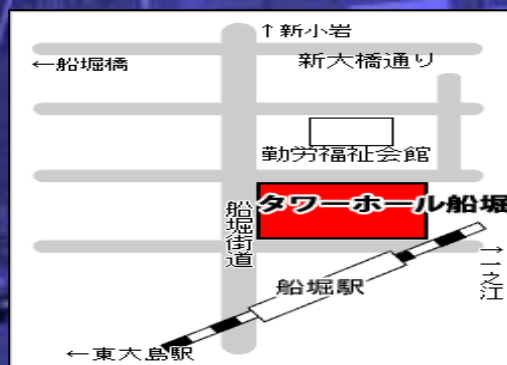 ↑新小岩
←船堀橋
新大橋通り
勤労福祉会館
タワーホール船堀
船堀街道
↑一之江
船堀駅
←東大島駅